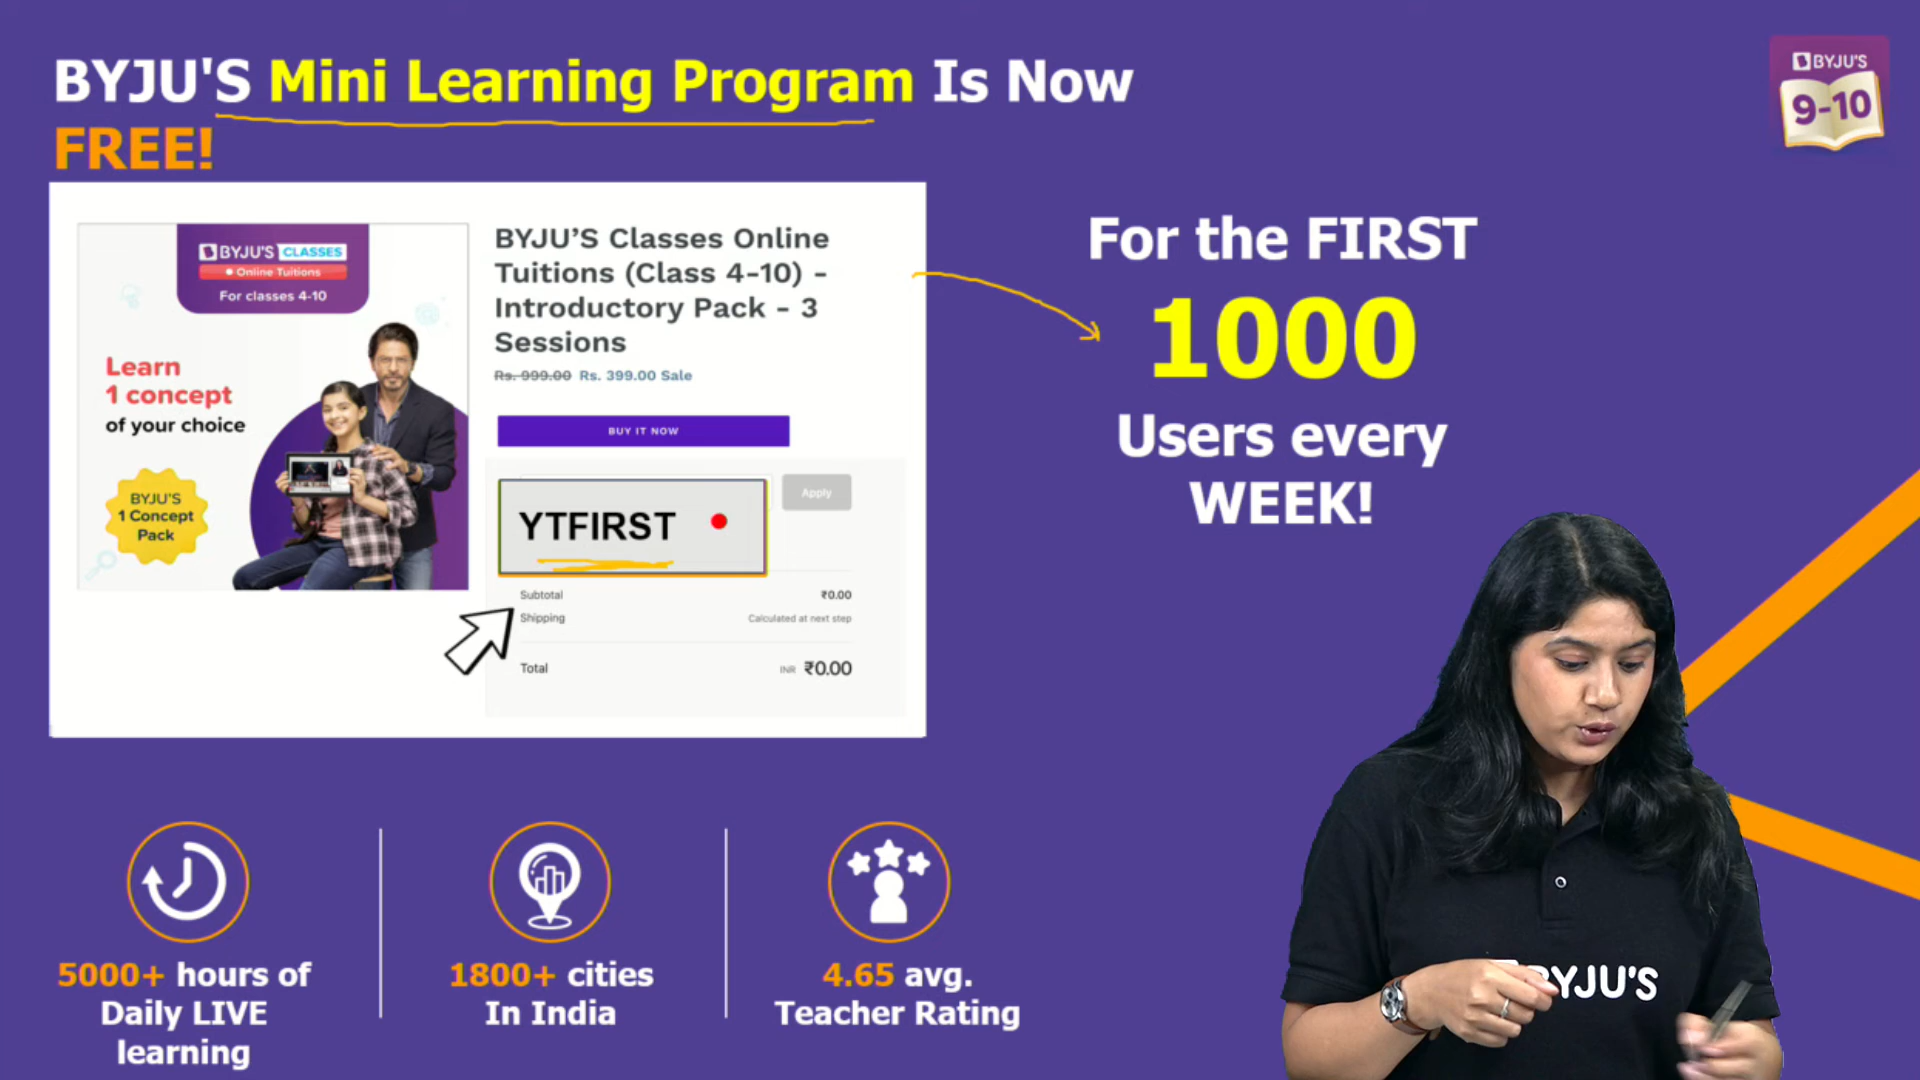 BYJU'S Mini Learning Program Is Now
FREE!
BYJU'S
9-10
BYJU'S CLASSES
Online Tuitions
For classes 4-10
Learn
1 concept
of your choice
BYJU'S
1 Concept
Pack
BYJU'S Classes Online
Tuitions (Class 4-10) -
Introductory Pack - 3
Sessions
Rs. 999.00 Rs. 399.00 Sale
BUY IT NOW
YTFIRST
Apply
Subtotal ₹0.00
Shipping Calculated at next step
Total INR ₹0.00
For the FIRST
1000
Users every
WEEK!
5000+ hours of
Daily LIVE
learning
1800+ cities
In India
4.65 avg.
Teacher Rating
BYJU'S